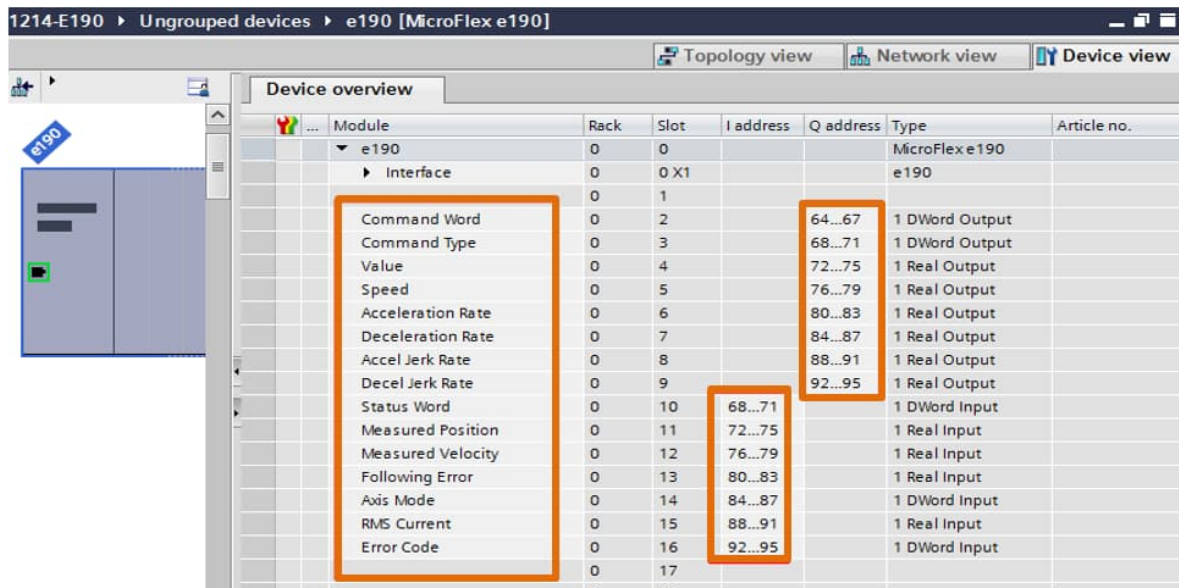 1214-E190 ▸ Ungrouped devices ▸ e190 [MicroFlex e190]
Topology view Network view Device view
Device overview
... Module Rack Slot I address Q address Type Article no.
e190
e190 0 0 MicroFlex e190
Interface 0 0 X1 e190
0 1
Command Word 0 2 64...67 1 DWord Output
Command Type 0 3 68...71 1 DWord Output
Value 0 4 72...75 1 Real Output
Speed 0 5 76...79 1 Real Output
Acceleration Rate 0 6 80...83 1 Real Output
Deceleration Rate 0 7 84...87 1 Real Output
Accel Jerk Rate 0 8 88...91 1 Real Output
Decel Jerk Rate 0 9 92...95 1 Real Output
Status Word 0 10 68...71 1 DWord Input
Measured Position 0 11 72...75 1 Real Input
Measured Velocity 0 12 76...79 1 Real Input
Following Error 0 13 80...83 1 Real Input
Axis Mode 0 14 84...87 1 DWord Input
RMS Current 0 15 88...91 1 Real Input
Error Code 0 16 92...95 1 DWord Input
0 17